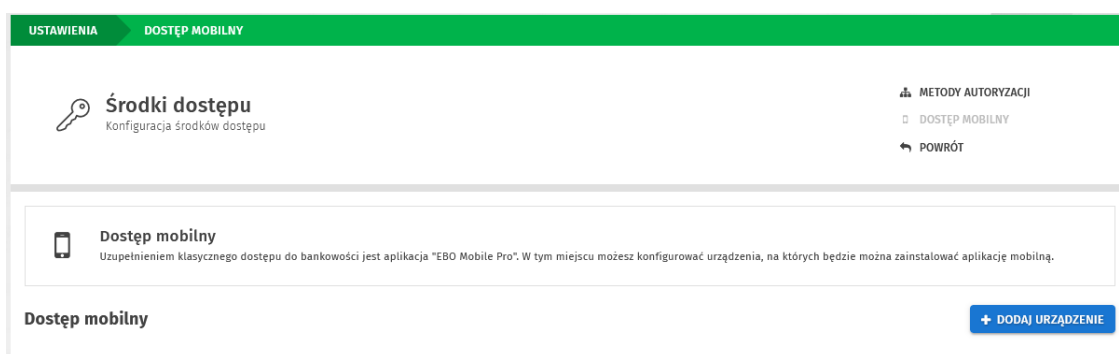 USTAWIENIA
DOSTĘP MOBILNY
Środki dostępu
Konfiguracja środków dostępu
METODY AUTORYZACJI
DOSTĘP MOBILNY
POWRÓT
Dostęp mobilny
Uzupełnieniem klasycznego dostępu do bankowości jest aplikacja "EBO Mobile Pro". W tym miejscu możesz konfigurować urządzenia, na których będzie można zainstalować aplikację mobilną.
Dostęp mobilny
+ DODAJ URZĄDZENIE